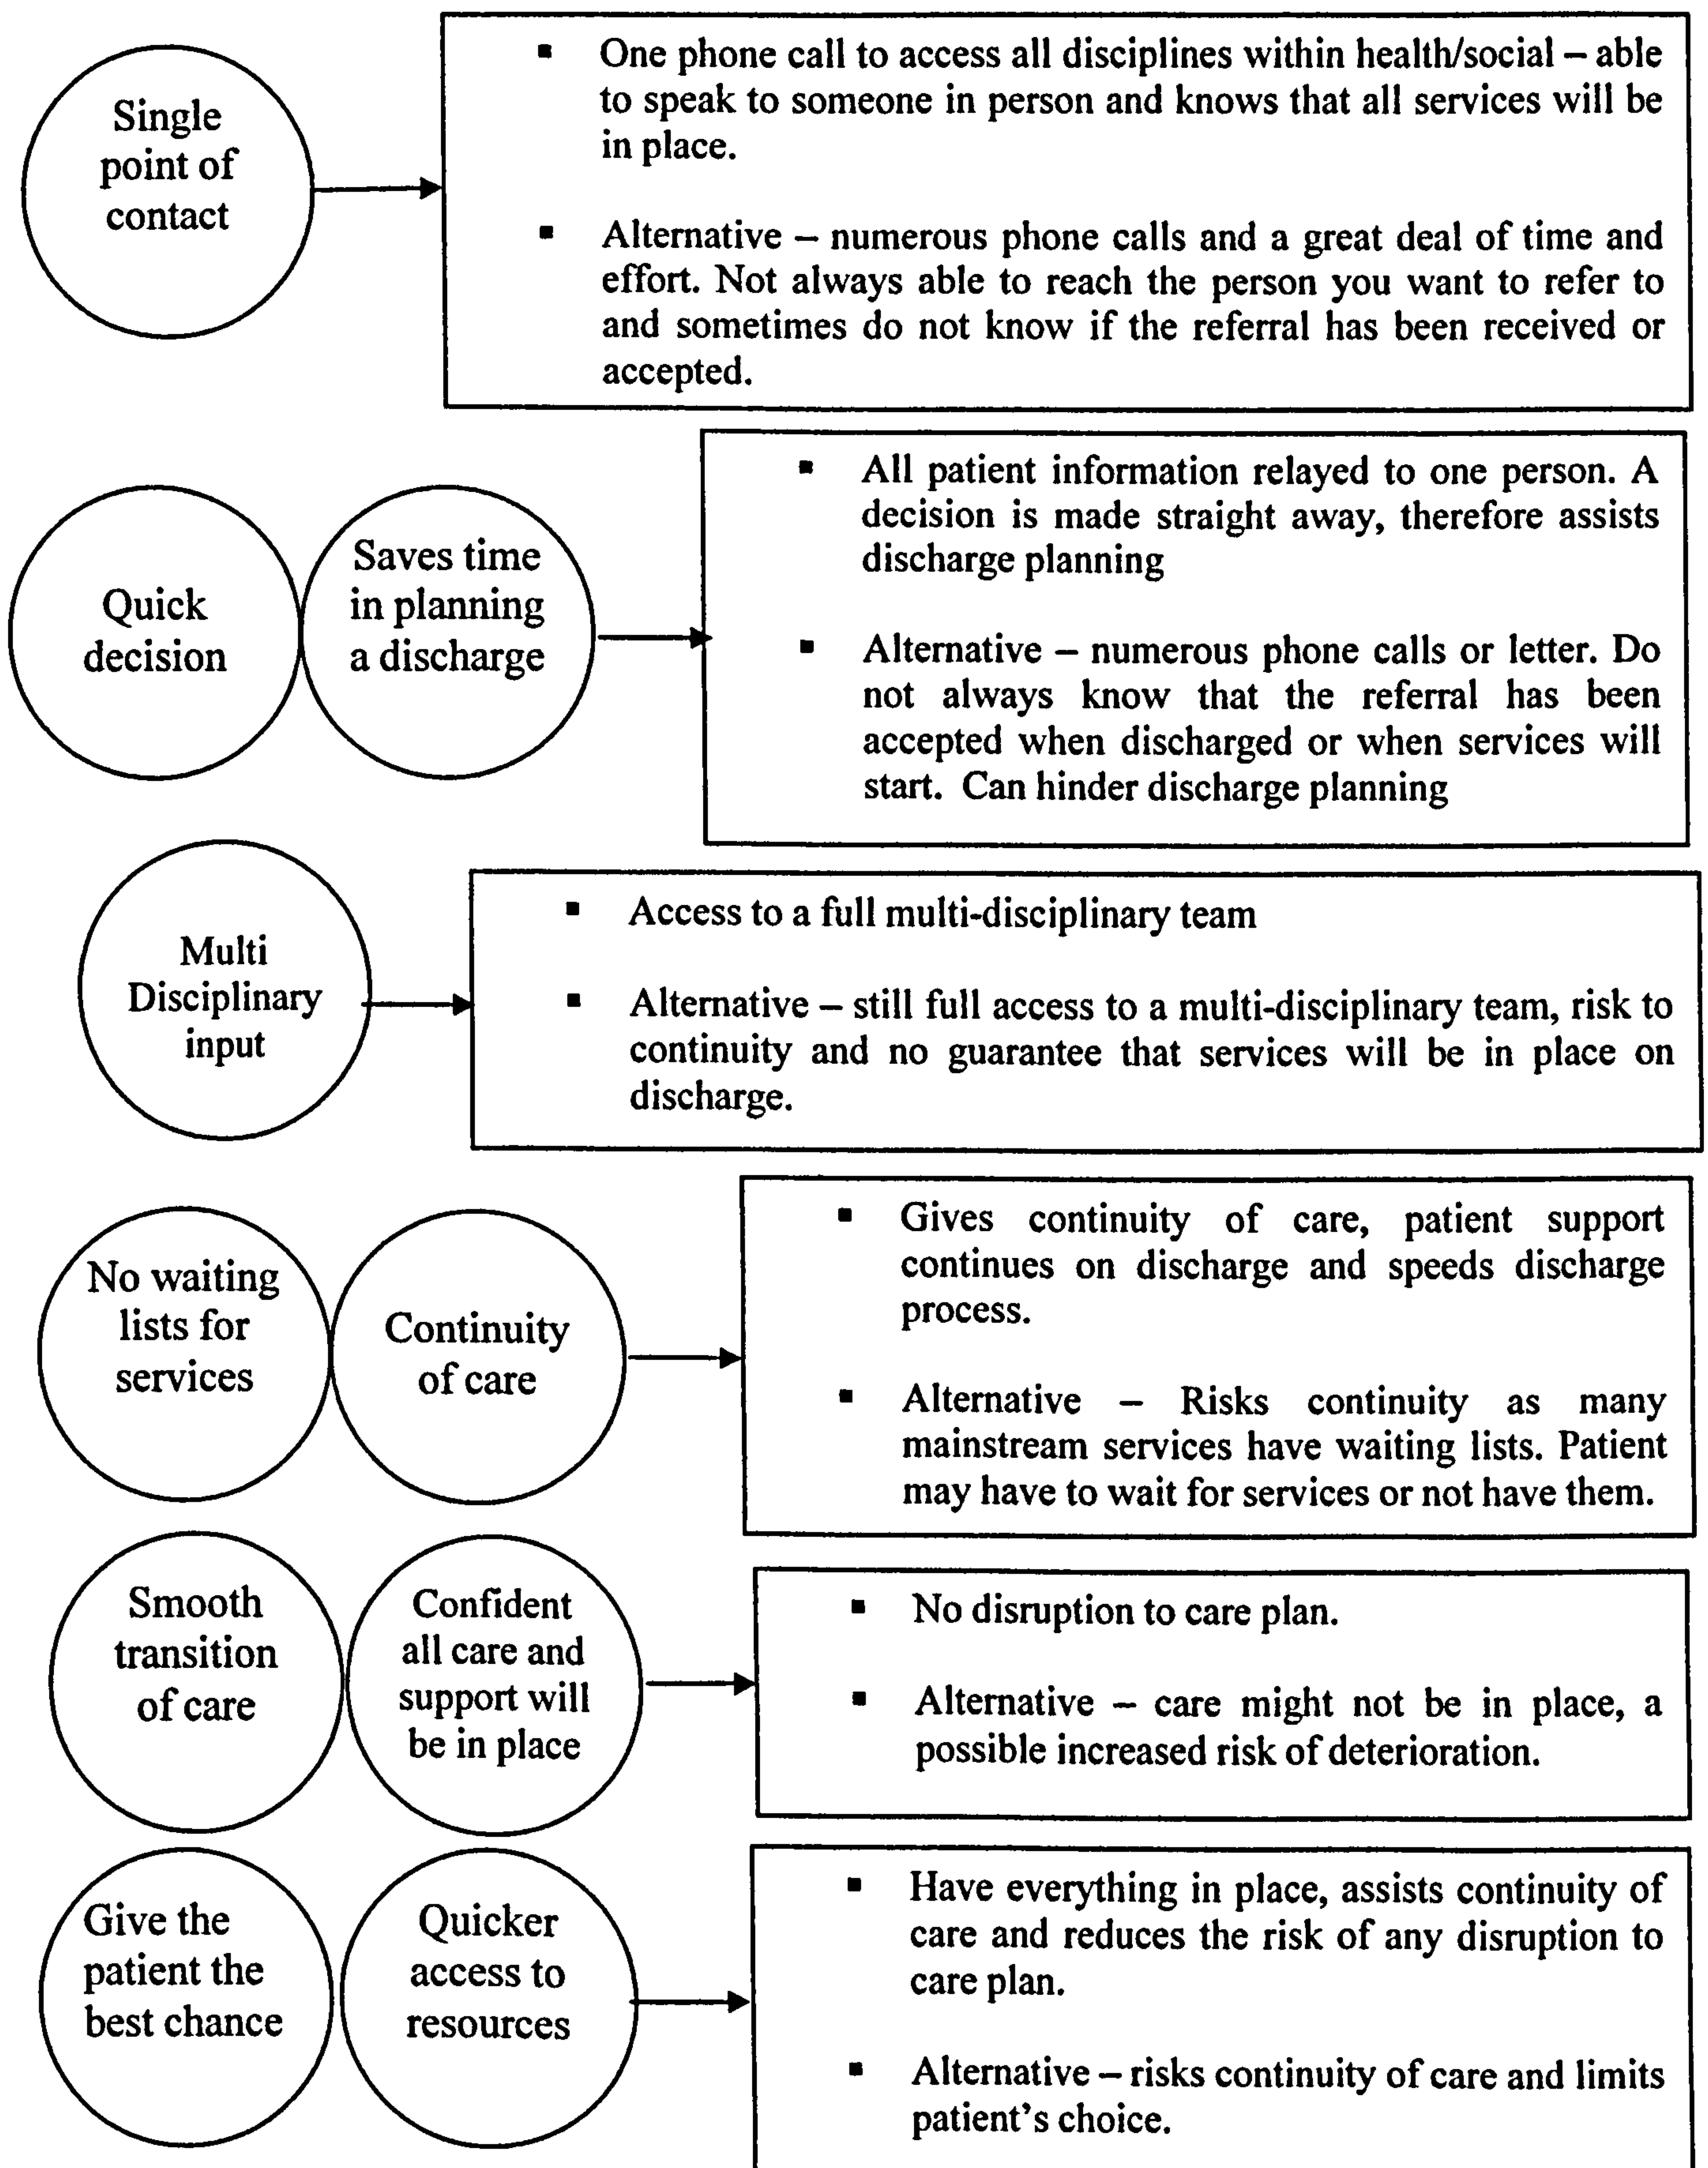 Single
point of
contact
▪ One phone call to access all disciplines within health/social – able
to speak to someone in person and knows that all services will be
in place.
▪ Alternative – numerous phone calls and a great deal of time and
effort. Not always able to reach the person you want to refer to
and sometimes do not know if the referral has been received or
accepted.
Quick
decision
Saves time
in planning
a discharge
▪ All patient information relayed to one person. A
decision is made straight away, therefore assists
discharge planning
▪ Alternative – numerous phone calls or letter. Do
not always know that the referral has been
accepted when discharged or when services will
start. Can hinder discharge planning
Multi
Disciplinary
input
▪ Access to a full multi-disciplinary team
▪ Alternative – still full access to a multi-disciplinary team, risk to
continuity and no guarantee that services will be in place on
discharge.
No waiting
lists for
services
Continuity
of care
▪ Gives continuity of care, patient support
continues on discharge and speeds discharge
process.
▪ Alternative – Risks continuity as many
mainstream services have waiting lists. Patient
may have to wait for services or not have them.
Smooth
transition
of care
Confident
all care and
support will
be in place
▪ No disruption to care plan.
▪ Alternative – care might not be in place, a
possible increased risk of deterioration.
Give the
patient the
best chance
Quicker
access to
resources
▪ Have everything in place, assists continuity of
care and reduces the risk of any disruption to
care plan.
▪ Alternative – risks continuity of care and limits
patient's choice.